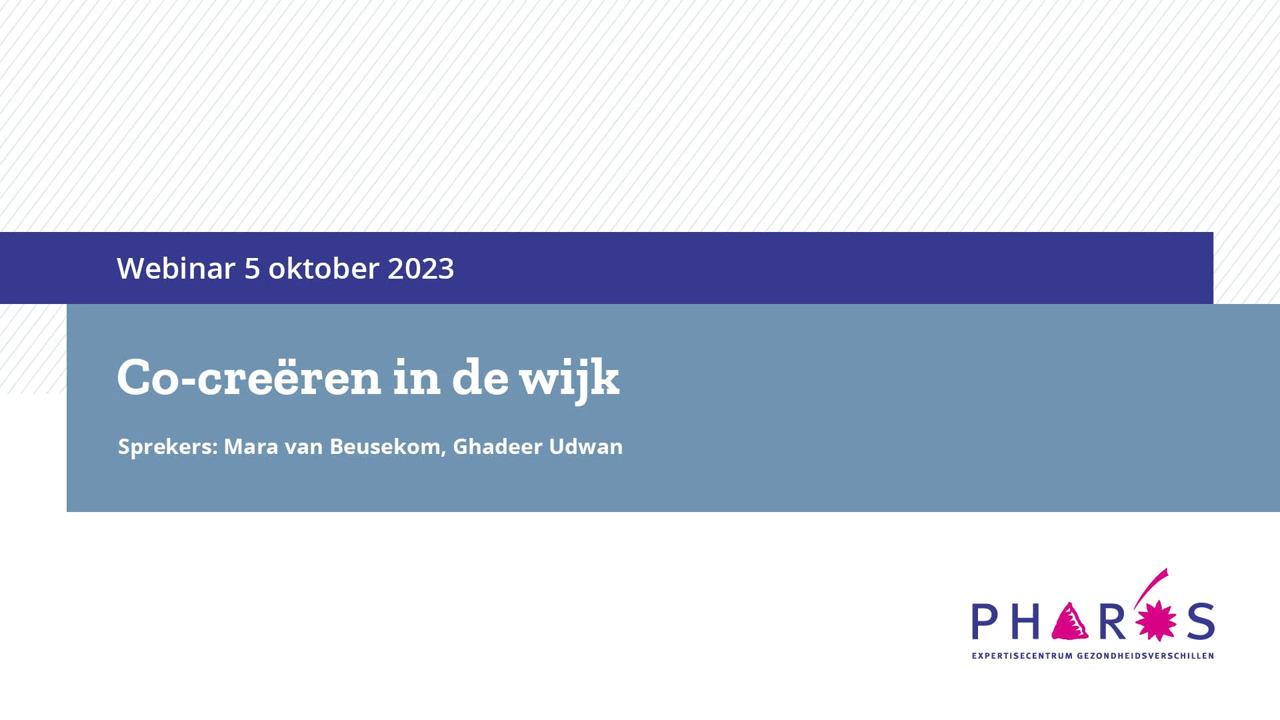 Webinar 5 oktober 2023
Co-creëren in de wijk
Sprekers: Mara van Beusekom, Ghadeer Udwan
PHAROS
EXPERTISECENTRUM GEZONDHEIDSVERSCHILLEN